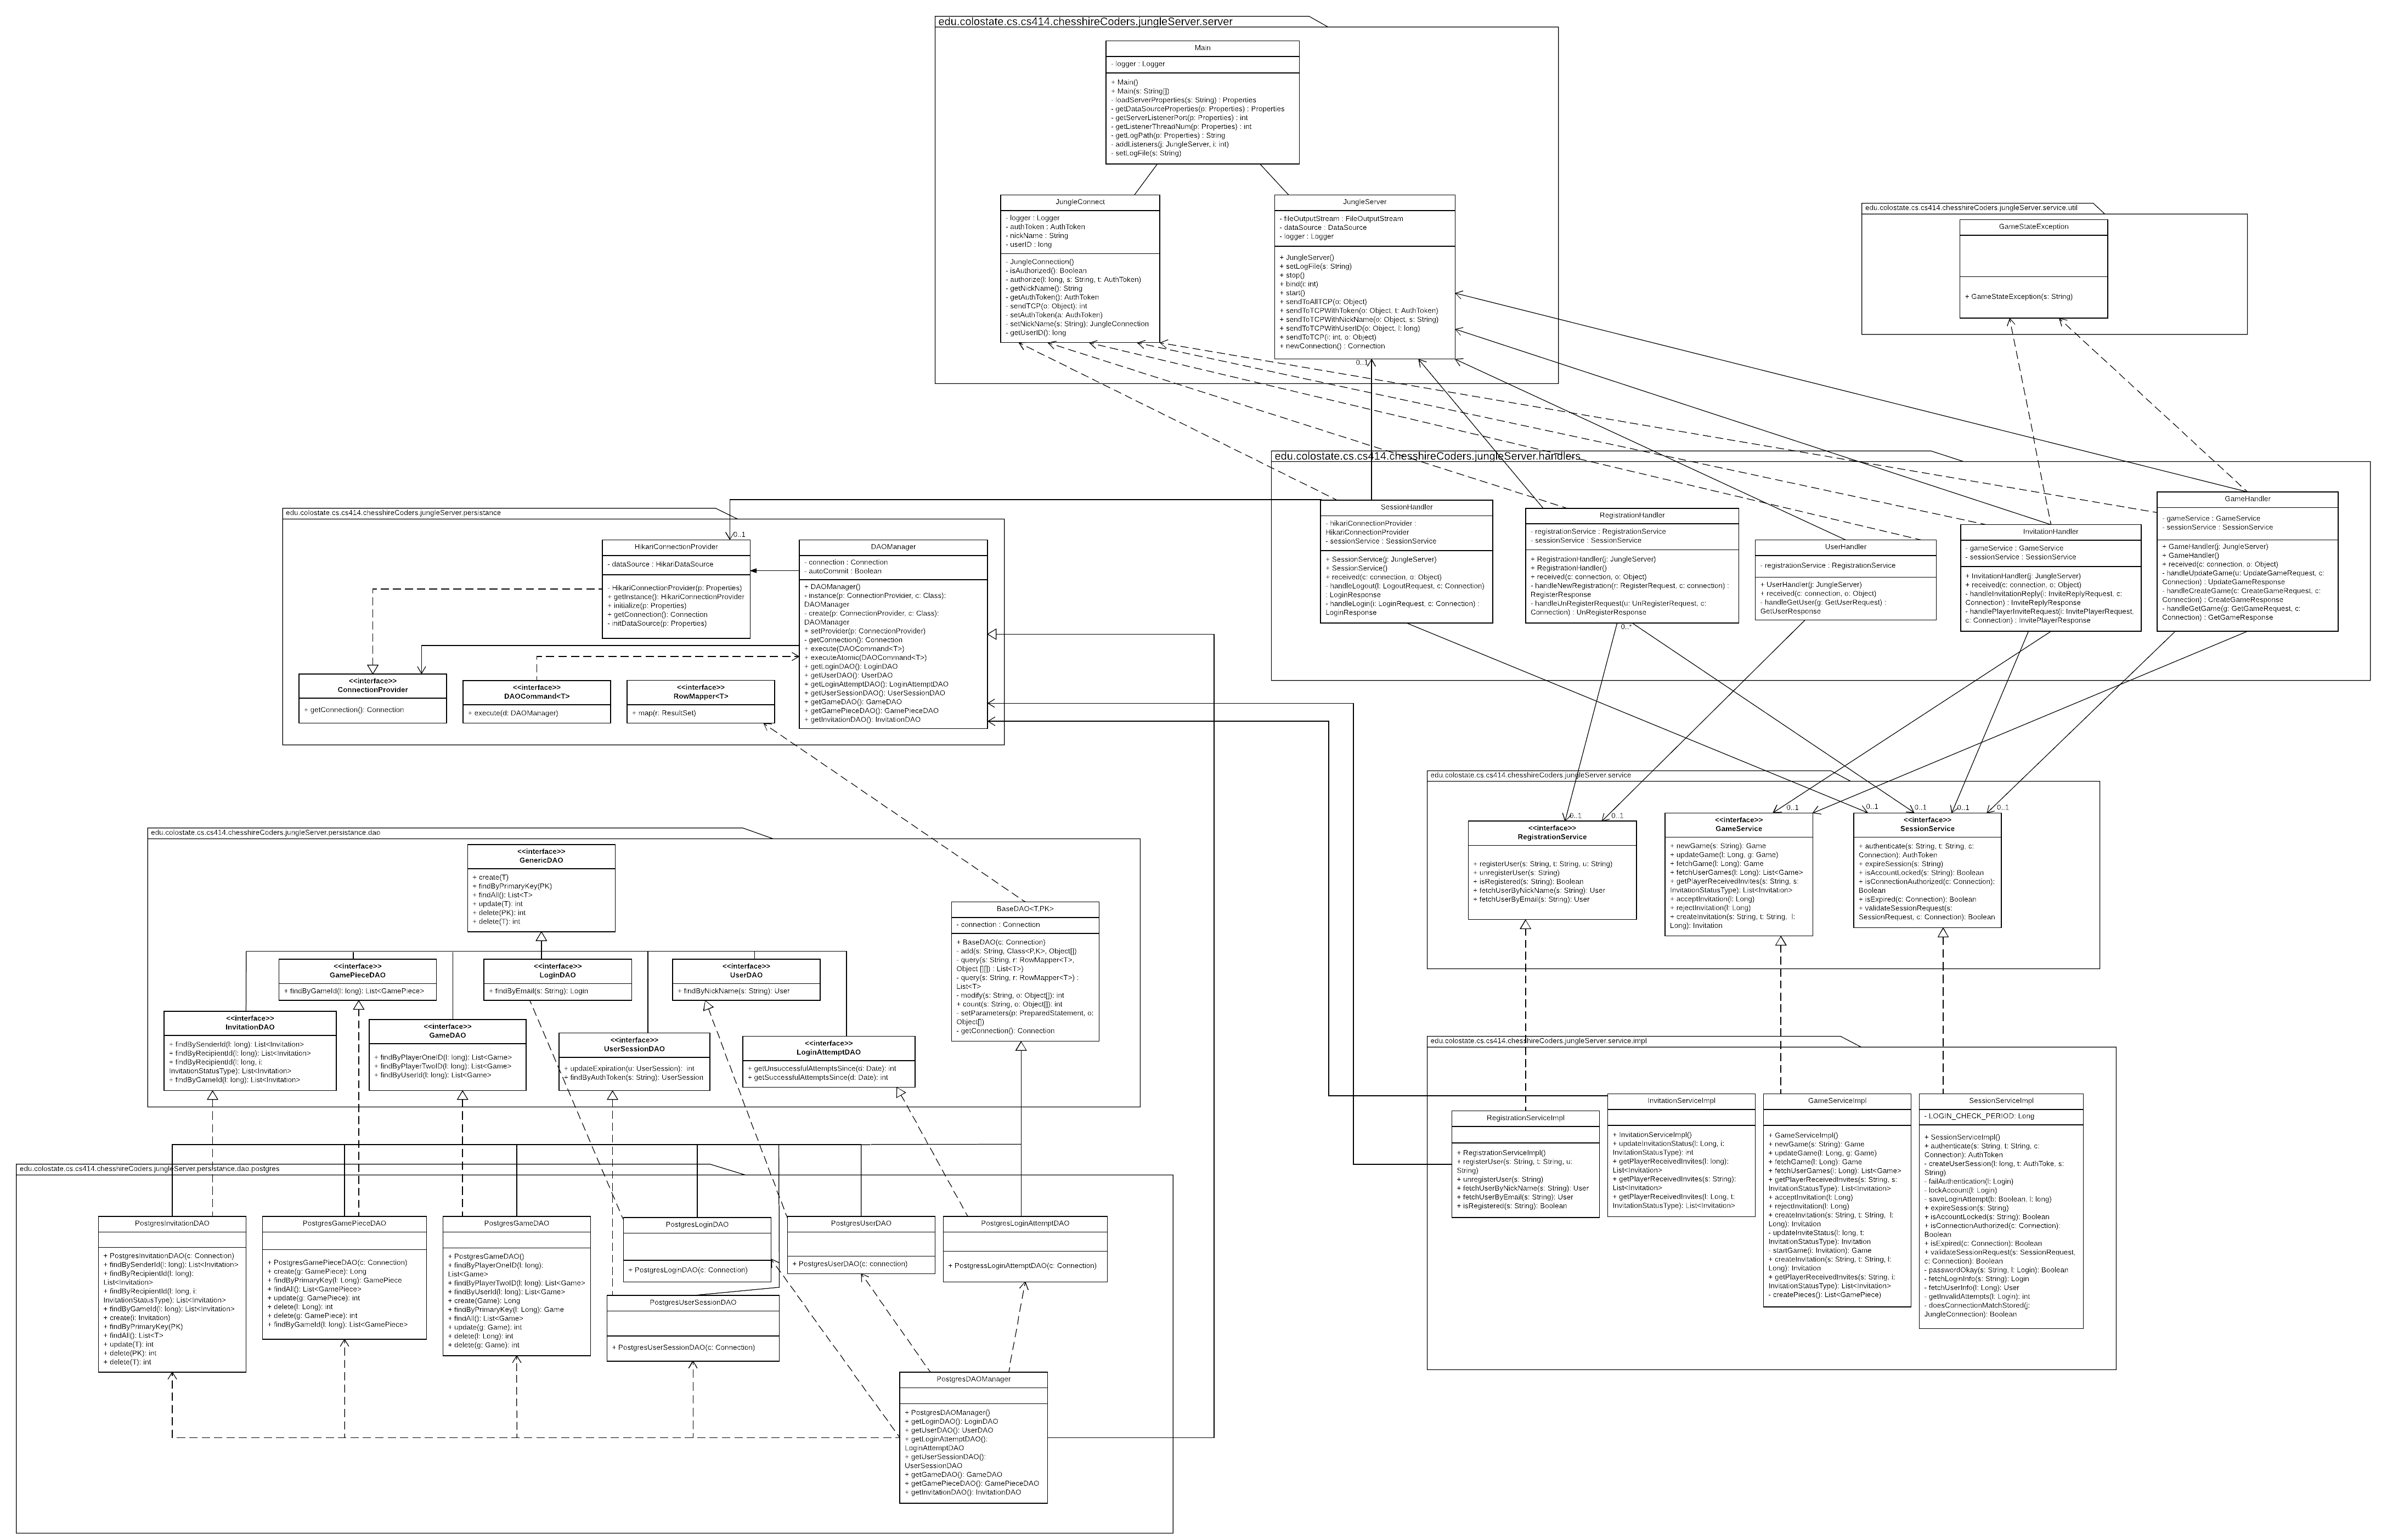 edu.colostate.cs.cs414.chesshireCoders.jungleServer.server
Main
- logger : Logger
+ Main()
+ Main(s: String[])
- loadServerProperties(s: String) : Properties
- getDataSourceProperties(p: Properties) : Properties
- getServerListenerPort(p: Properties) : int
- getListenerThreadNum(p: Properties) : int
- getLogPath(p: Properties) : String
- addListeners(j: JungleServer, i: int)
- setLogFile(s: String)
JungleConnect
- logger : Logger
- authToken : AuthToken
- nickName : String
- userID : long
- JungleConnection()
- isAuthorized(): Boolean
- authorize(l: long, s: String, t: AuthToken)
- getNickName(): String
- getAuthToken(): AuthToken
- sendTCP(o: Object): int
- setAuthToken(a: AuthToken)
- setNickName(s: String): JungleConnection
- getUserID(): long
JungleServer
- fileOutputStream : FileOutputStream
- dataSource : DataSource
- logger : Logger
+ JungleServer()
+ setLogFile(s: String)
+ stop()
+ bind(i: int)
+ start()
+ sendToAllTCP(o: Object)
+ sendToTCPWithToken(o: Object, t: AuthToken)
+ sendToTCPWithNickName(o: Object, s: String)
+ sendToTCPWithUserID(o: Object, l: long)
+ sendToTCP(i: int, o: Object)
+ newConnection() : Connection
0..1
edu.colostate.cs.cs414.chesshireCoders.jungleServer.service.util
GameStateException
+ GameStateException(s: String)
edu.colostate.cs.cs414.chesshireCoders.jungleServer.handlers
SessionHandler
- hikariConnectionProvider :
HikariConnectionProvider
- sessionService : SessionService
+ SessionService(j: JungleServer)
+ SessionService()
+ received(c: connection, o: Object)
- handleLogout(l: LogoutRequest, c: Connection)
: LoginResponse
- handleLogin(i: LoginRequest, c: Connection) :
LoginResponse
RegistrationHandler
- registrationService : RegistrationService
- sessionService : SessionService
+ RegistrationHandler(j: JungleServer)
+ RegistrationHandler()
+ received(c: connection, o: Object)
- handleNewRegistration(r: RegisterRequest, c: connection) :
RegisterResponse
- handleUnRegisterRequest(u: UnRegisterRequest, c:
Connection) : UnRegisterResponse
0..*
UserHandler
- registrationService : RegistrationService
+ UserHandler(j: JungleServer)
+ received(c: connection, o: Object)
- handleGetUser(g: GetUserRequest) :
GetUserResponse
InvitationHandler
- gameService : GameService
- sessionService : SessionService
+ InvitationHandler(j: JungleServer)
+ received(c: connection, o: Object)
- handleInvitationReply(i: InviteReplyRequest, c:
Connection) : InviteReplyResponse
- handlePlayerInviteRequest(i: InvitePlayerRequest,
c: Connection) : InvitePlayerResponse
GameHandler
- gameService : GameService
- sessionService : SessionService
+ GameHandler(j: JungleServer)
+ GameHandler()
+ received(c: connection, o: Object)
- handleUpdateGame(u: UpdateGameRequest, c:
Connection) : UpdateGameResponse
- handleCreateGame(c: CreateGameRequest, c:
Connection) : CreateGameResponse
- handleGetGame(g: GetGameRequest, c:
Connection) : GetGameResponse
edu.colostate.cs.cs414.chesshireCoders.jungleServer.persistance
0..1
HikariConnectionProvider
- dataSource : HikariDataSource
- HikariConnectionProvider(p: Properties)
+ getInstance(): HikariConnectionProvider
+ initialize(p: Properties)
+ getConnection(): Connection
- initDataSource(p: Properties)
DAOManager
- connection : Connection
- autoCommit : Boolean
+ DAOManager()
- instance(p: ConnectionProvider, c: Class):
DAOManager
- create(p: ConnectionProvider, c: Class):
DAOManager
+ setProvider(p: ConnectionProvider)
- getConnection(): Connection
+ execute(DAOCommand<T>)
+ executeAtomic(DAOCommand<T>)
+ getLoginDAO(): LoginDAO
+ getUserDAO(): UserDAO
+ getLoginAttemptDAO(): LoginAttemptDAO
+ getUserSessionDAO(): UserSessionDAO
+ getGameDAO(): GameDAO
+ getGamePieceDAO(): GamePieceDAO
+ getInvitationDAO(): InvitationDAO
<<interface>>
ConnectionProvider
+ getConnection(): Connection
<<interface>>
DAOCommand<T>
+ execute(d: DAOManager)
<<interface>>
RowMapper<T>
+ map(r: ResultSet)
edu.colostate.cs.cs414.chesshireCoders.jungleServer.service
0..1
0..1
0..1
0..1
0..1
0..1
0..1
<<interface>>
RegistrationService
+ registerUser(s: String, t: String, u: String)
+ unregisterUser(s: String)
+ isRegistered(s: String): Boolean
+ fetchUserByNickName(s: String): User
+ fetchUserByEmail(s: String): User
<<interface>>
GameService
+ newGame(s: String): Game
+ updateGame(l: Long, g: Game)
+ fetchGame(l: Long): Game
+ fetchUserGames(l: Long): List<Game>
+ getPlayerReceivedInvites(s: String, s:
InvitationStatusType): List<Invitation>
+ acceptInvitation(l: Long)
+ rejectInvitation(l: Long)
+ createInvitation(s: String, t: String, l:
Long): Invitation
<<interface>>
SessionService
+ authenticate(s: String, t: String, c:
Connection): AuthToken
+ expireSession(s: String)
+ isAccountLocked(s: String): Boolean
+ isConnectionAuthorized(c: Connection):
Boolean
+ isExpired(c: Connection): Boolean
+ validateSessionRequest(s:
SessionRequest, c: Connection): Boolean
edu.colostate.cs.cs414.chesshireCoders.jungleServer.persistance.dao
<<interface>>
GenericDAO
+ create(T)
+ findByPrimaryKey(PK)
+ findAll(): List<T>
+ update(T): int
+ delete(PK): int
+ delete(T): int
BaseDAO<T,PK>
- connection : Connection
+ BaseDAO(c: Connection)
- add(s: String, Class<P,K>, Object[])
- query(s: String, r: RowMapper<T>,
Object [][]) : List<T>)
- query(s: String, r: RowMapper<T>) :
List<T>
- modify(s: String, o: Object[]): int
+ count(s: String, o: Object[]): int
- setParameters(p: PreparedStatement, o:
Object[])
- getConnection(): Connection
<<interface>>
GamePieceDAO
+ findByGameId(l: long): List<GamePiece>
<<interface>>
LoginDAO
+ findByEmail(s: String): Login
<<interface>>
UserDAO
+ findByNickName(s: String): User
<<interface>>
InvitationDAO
+ findBySenderId(l: long): List<Invitation>
+ findByRecipientId(l: long): List<Invitation>
+ findByRecipientId(l: long, i:
InvitationStatusType): List<Invitation>
+ findByGameId(l: long): List<Invitation>
<<interface>>
GameDAO
+ findByPlayerOneID(l: long): List<Game>
+ findByPlayerTwoID(l: long): List<Game>
+ findByUserId(l: long): List<Game>
<<interface>>
UserSessionDAO
+ updateExpiration(u: UserSession): int
+ findByAuthToken(s: String): UserSession
<<interface>>
LoginAttemptDAO
+ getUnsuccessfulAttemptsSince(d: Date): int
+ getSuccessfulAttemptsSince(d: Date): int
edu.colostate.cs.cs414.chesshireCoders.jungleServer.service.impl
RegistrationServiceImpl
+ RegistrationServiceImpl()
+ registerUser(s: String, t: String, u:
String)
+ unregisterUser(s: String)
+ fetchUserByNickName(s: String): User
+ fetchUserByEmail(s: String): User
+ isRegistered(s: String): Boolean
InvitationServiceImpl
+ InvitationServiceImpl()
+ updateInvitationStatus(l: Long, i:
InvitationStatusType): int
+ getPlayerReceivedInvites(l: long):
List<Invitation>
+ getPlayerReceivedInvites(s: String):
List<Invitation>
+ getPlayerReceivedInvites(l: Long, t:
InvitationStatusType): List<Invitation>
GameServiceImpl
+ GameServiceImpl()
+ newGame(s: String): Game
+ updateGame(l: Long, g: Game)
+ fetchGame(l: Long): Game
+ fetchUserGames(l: Long): List<Game>
+ getPlayerReceivedInvites(s: String, s:
InvitationStatusType): List<Invitation>
+ acceptInvitation(l: Long)
+ rejectInvitation(l: Long)
+ createInvitation(s: String, t: String, l:
Long): Invitation
- updateInviteStatus(l: long, t:
InvitationStatusType): Invitation
- startGame(i: Invitation): Game
+ createInvitation(s: String, t: String, l:
Long): Invitation
+ getPlayerReceivedInvites(s: String, i:
InvitationStatusType): List<Invitation>
- createPieces(): List<GamePiece)
SessionServiceImpl
- LOGIN_CHECK_PERIOD: Long
+ SessionServiceImpl()
+ authenticate(s: String, t: String, c:
Connection): AuthToken
- createUserSession(l: long, t: AuthToke, s:
String)
- failAuthentication(l: Login)
- lockAccount(l: Login)
- saveLoginAttempt(b: Boolean, l: long)
+ expireSession(s: String)
+ isAccountLocked(s: String): Boolean
+ isConnectionAuthorized(c: Connection):
Boolean
+ isExpired(c: Connection): Boolean
+ validateSessionRequest(s: SessionRequest,
c: Connection): Boolean
- passwordOkay(s: String, l: Login): Boolean
- fetchLoginInfo(s: String): Login
- fetchUserInfo(l: Long): User
- getInvalidAttempts(l: Login): int
- doesConnectionMatchStored(j:
JungleConnection): Boolean
edu.colostate.cs.cs414.chesshireCoders.jungleServer.persistance.dao.postgres
PostgresInvitationDAO
+ PostgresInvitationDAO(c: Connection)
+ findBySenderId(l: long): List<Invitation>
+ findByRecipientId(l: long):
List<Invitation>
+ findByRecipientId(l: long, i:
InvitationStatusType): List<Invitation>
+ findByGameId(l: long): List<Invitation>
+ create(i: Invitation)
+ findByPrimaryKey(PK)
+ findAll(): List<T>
+ update(T): int
+ delete(PK): int
+ delete(T): int
PostgresGamePieceDAO
+ PostgresGamePieceDAO(c: Connection)
+ create(g: GamePiece): Long
+ findByPrimaryKey(l: Long): GamePiece
+ findAll(): List<GamePiece>
+ update(g: GamePiece): int
+ delete(l: Long): int
+ delete(g: GamePiece): int
+ findByGameId(l: long): List<GamePiece>
PostgresGameDAO
+ PostgresGameDAO()
+ findByPlayerOneID(l: long):
List<Game>
+ findByPlayerTwoID(l: long): List<Game>
+ findByUserId(l: long): List<Game>
+ create(Game): Long
+ findByPrimaryKey(l: Long): Game
+ findAll(): List<Game>
+ update(g: Game): int
+ delete(l: Long): int
+ delete(g: Game): int
PostgresLoginDAO
+ PostgresLoginDAO(c: Connection)
PostgresUserDAO
+ PostgresUserDAO(c: connection)
PostgresLoginAttemptDAO
+ PostgressLoginAttemptDAO(c: Connection)
PostgresUserSessionDAO
+ PostgresUserSessionDAO(c: Connection)
PostgresDAOManager
+ PostgresDAOManager()
+ getLoginDAO(): LoginDAO
+ getUserDAO(): UserDAO
+ getLoginAttemptDAO():
LoginAttemptDAO
+ getUserSessionDAO():
UserSessionDAO
+ getGameDAO(): GameDAO
+ getGamePieceDAO(): GamePieceDAO
+ getInvitationDAO(): InvitationDAO